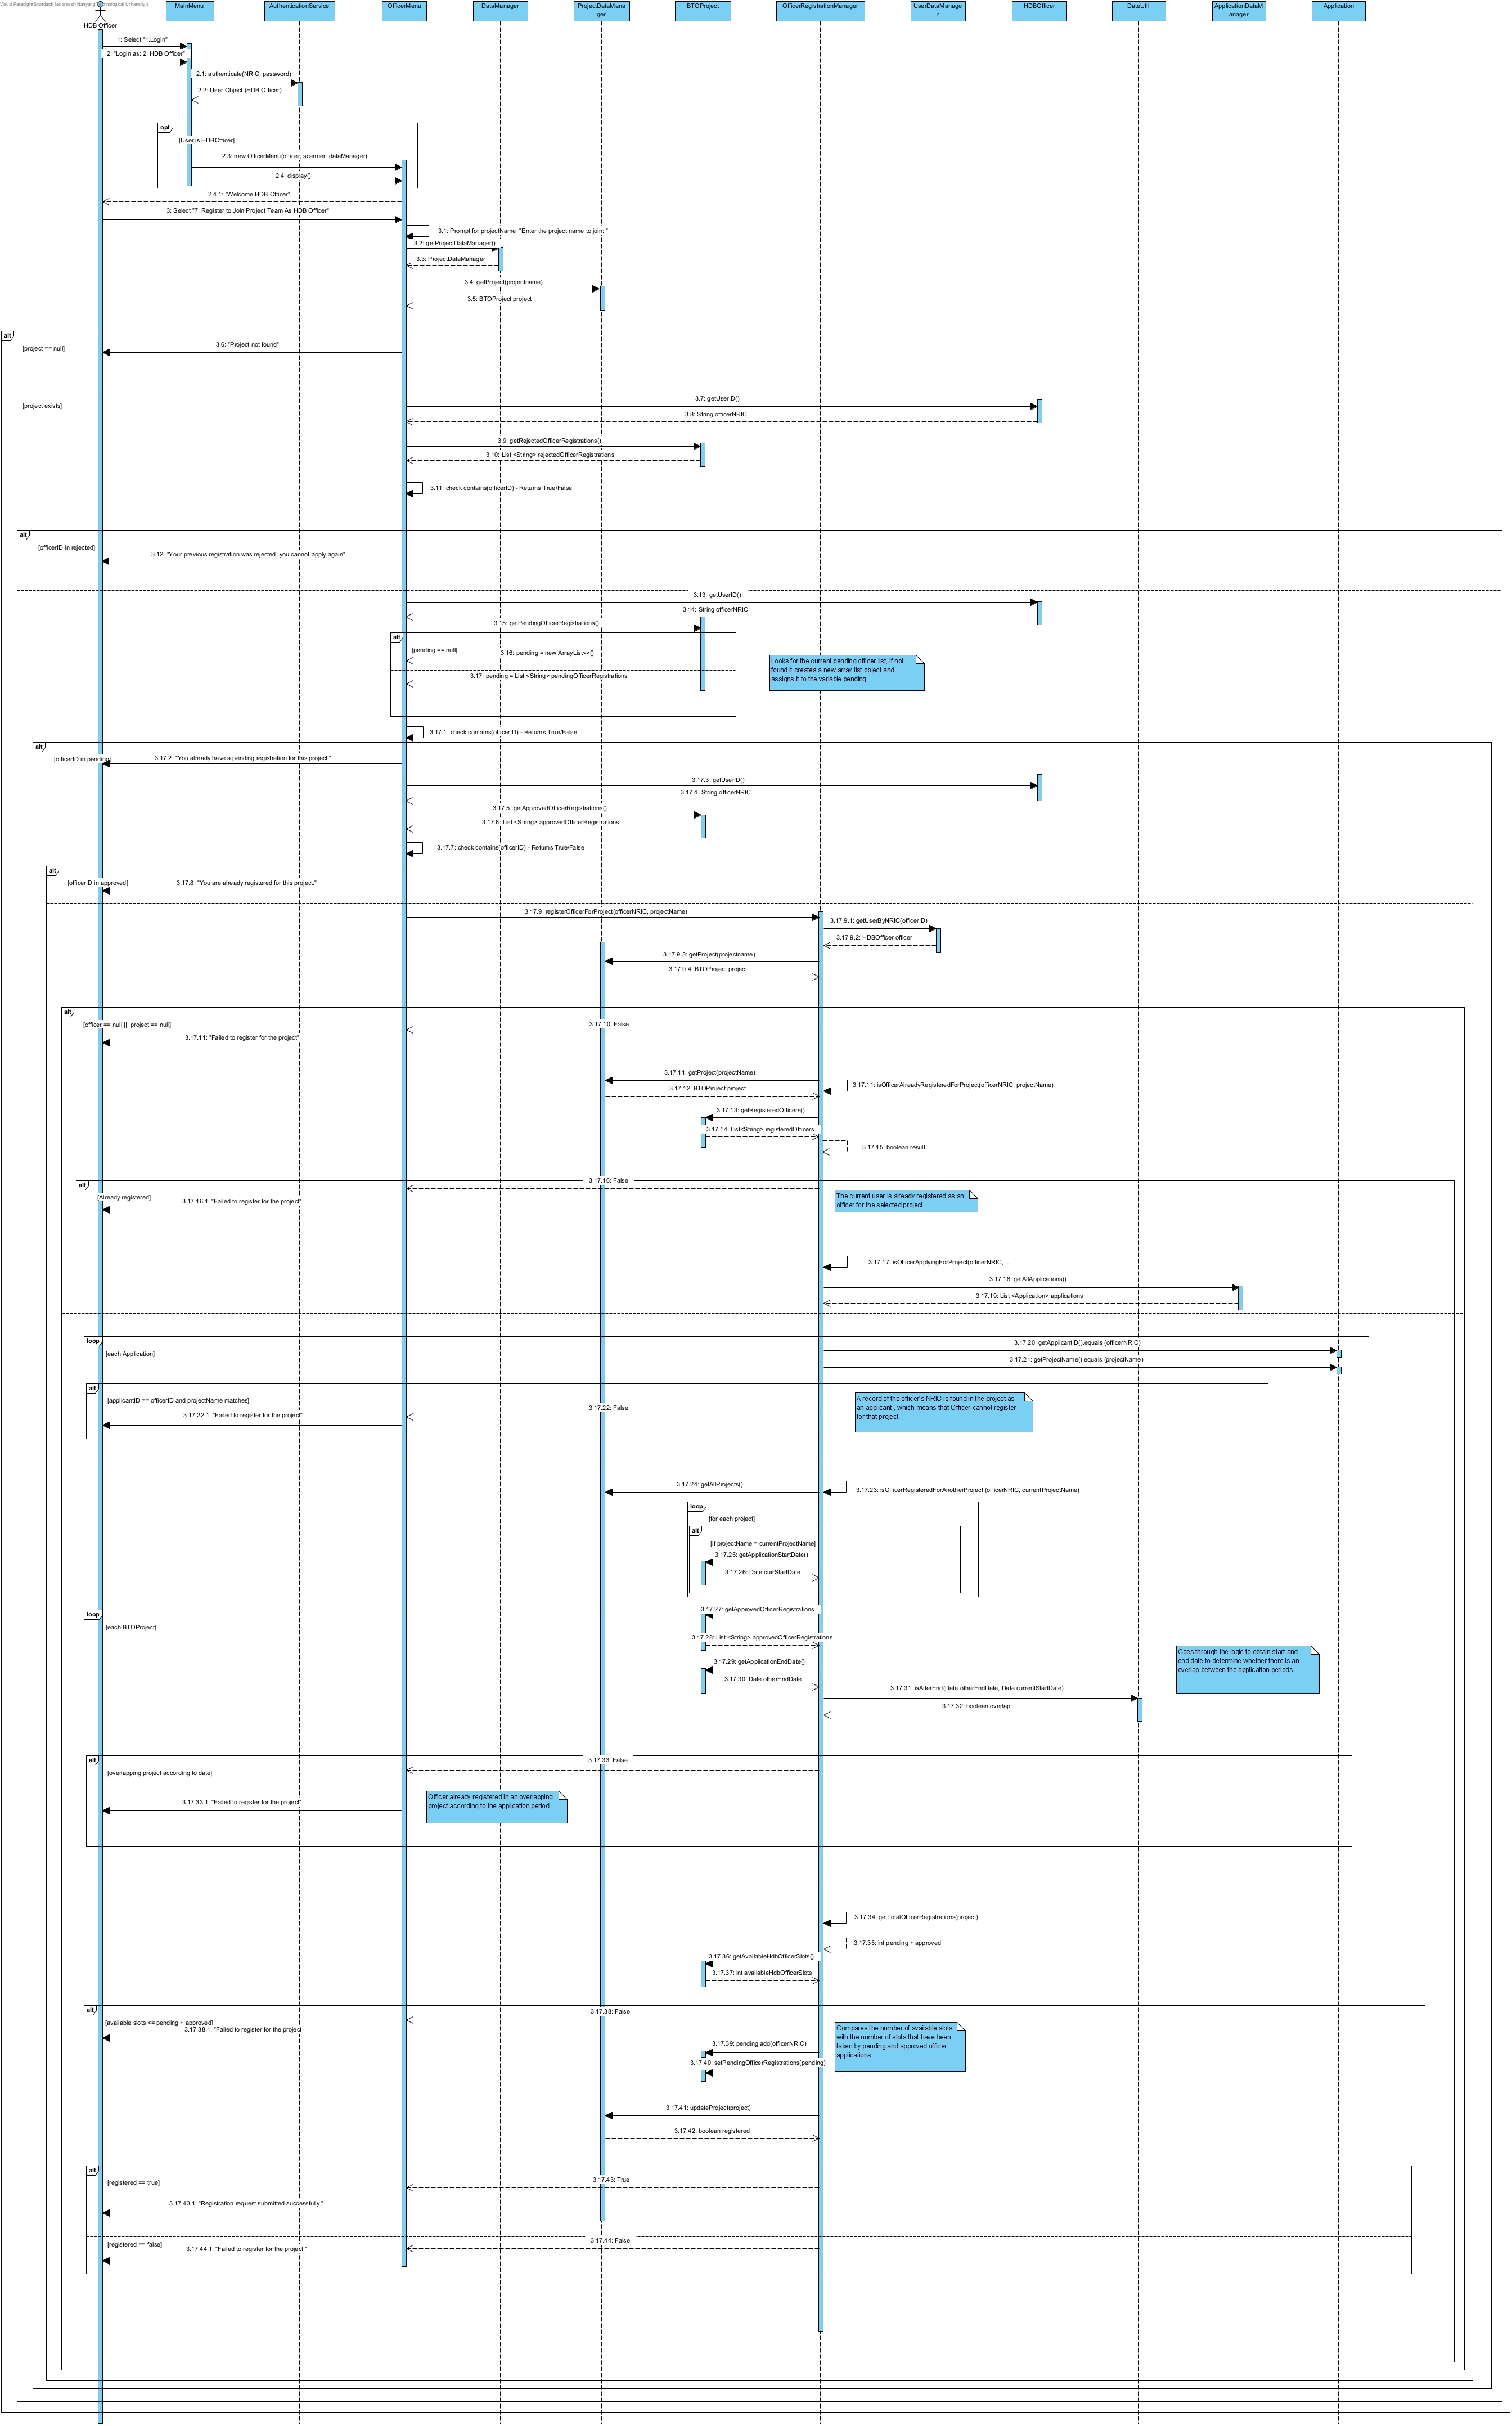 Visual Paradigm Standard(Sakanesh(Nanyang Technological University))
HDB Officer
MainMenu
AuthenticationService
OfficerMenu
DataManager
ProjectDataMana
ger
BTOProject
OfficerRegistrationManager
UserDataManage
r
HDBOfficer
DateUtil
ApplicationDataM
anager
Application
1: Select "1.Login"
2: "Login as: 2. HDB Officer"
2.1: authenticate(NRIC, password)
2.2: User Object (HDB Officer)
opt
[User is HDBOfficer]
2.3: new OfficerMenu(officer, scanner, dataManager)
2.4: display()
2.4.1: "Welcome HDB Officer"
3: Select "7. Register to Join Project Team As HDB Officer"
3.1: Prompt for projectName "Enter the project name to join: "
3.2: getProjectDataManager()
3.3: ProjectDataManager
3.4: getProject(projectname)
3.5: BTOProject project
alt
[project == null]
3.6: "Project not found"
[project exists]
3.7: getUserID()
3.8: String officerNRIC
3.9: getRejectedOfficerRegistrations()
3.10: List <String> rejectedOfficerRegistrations
3.11: check contains(officerID) - Returns True/False
alt
[officerID in rejected]
3.12: "Your previous registration was rejected; you cannot apply again".
3.13: getUserID()
3.14: String officerNRIC
3.15: getPendingOfficerRegistrations()
alt
[pending == null]
3.16: pending = new ArrayList<>()
3.17: pending = List <String> pendingOfficerRegistrations
Looks for the current pending officer list, if not
found it creates a new array list object and
assigns it to the variable pending
3.17.1: check contains(officerID) - Returns True/False
alt
[officerID in pending]
3.17.2: "You already have a pending registration for this project."
3.17.3: getUserID()
3.17.4: String officerNRIC
3.17.5: getApprovedOfficerRegistrations()
3.17.6: List <String> approvedOfficerRegistrations
3.17.7: check contains(officerID) - Returns True/False
alt
[officerID in approved]
3.17.8: "You are already registered for this project."
3.17.9: registerOfficerForProject(officerNRIC, projectName)
3.17.9.1: getUserByNRIC(officerID)
3.17.9.2: HDBOfficer officer
3.17.9.3: getProject(projectname)
3.17.9.4: BTOProject project
alt
[officer == null || project == null]
3.17.10: False
3.17.11: "Failed to register for the project"
3.17.11: getProject(projectName)
3.17.11: isOfficerAlreadyRegisteredForProject(officerNRIC, projectName)
3.17.12: BTOProject project
3.17.13: getRegisteredOfficers()
3.17.14: List<String> registeredOfficers
3.17.15: boolean result
alt
[Already registered]
3.17.16: False
3.17.16.1: "Failed to register for the project"
The current user is already registered as an
officer for the selected project.
3.17.17: isOfficerApplyingForProject(officerNRIC, ...
3.17.18: getAllApplications()
3.17.19: List <Application> applications
loop
[each Application]
3.17.20: getApplicantID().equals (officerNRIC)
3.17.21: getProjectName().equals (projectName)
alt
[applicantID == officerID and projectName matches]
3.17.22: False
3.17.22.1: "Failed to register for the project"
A record of the officer's NRIC is found in the project as
an applicant , which means that Officer cannot register
for that project.
3.17.24: getAllProjects()
3.17.23: isOfficerRegisteredForAnotherProject (officerNRIC, currentProjectName)
loop
[for each project]
alt
[if projectName = currentProjectName]
3.17.25: getApplicationStartDate()
3.17.26: Date currStartDate
loop
[each BTOProject]
3.17.27: getApprovedOfficerRegistrations
3.17.28: List <String> approvedOfficerRegistrations
3.17.29: getApplicationEndDate()
3.17.30: Date otherEndDate
Goes through the logic to obtain start and
end date to determine whether there is an
overlap between the application periods
3.17.31: isAfterEnd(Date otherEndDate, Date currentStartDate)
3.17.32: boolean overlap
alt
[overlapping project according to date]
3.17.33: False
3.17.33.1: "Failed to register for the project"
Officer already registered in an overlapping
project according to the application period.
3.17.34: getTotalOfficerRegistrations(project)
3.17.35: int pending + approved
3.17.36: getAvailableHdbOfficerSlots()
3.17.37: int availableHdbOfficerSlots
alt
[available slots <= pending + approved]
3.17.38: False
3.17.38.1: "Failed to register for the project
Compares the number of available slots
with the number of slots that have been
taken by pending and approved officer
applications.
3.17.39: pending.add(officerNRIC)
3.17.40: setPendingOfficerRegistrations(pending)
3.17.41: updateProject(project)
3.17.42: boolean registered
alt
[registered == true]
3.17.43: True
3.17.43.1: "Registration request submitted successfully."
[registered == false]
3.17.44: False
3.17.44.1: "Failed to register for the project."